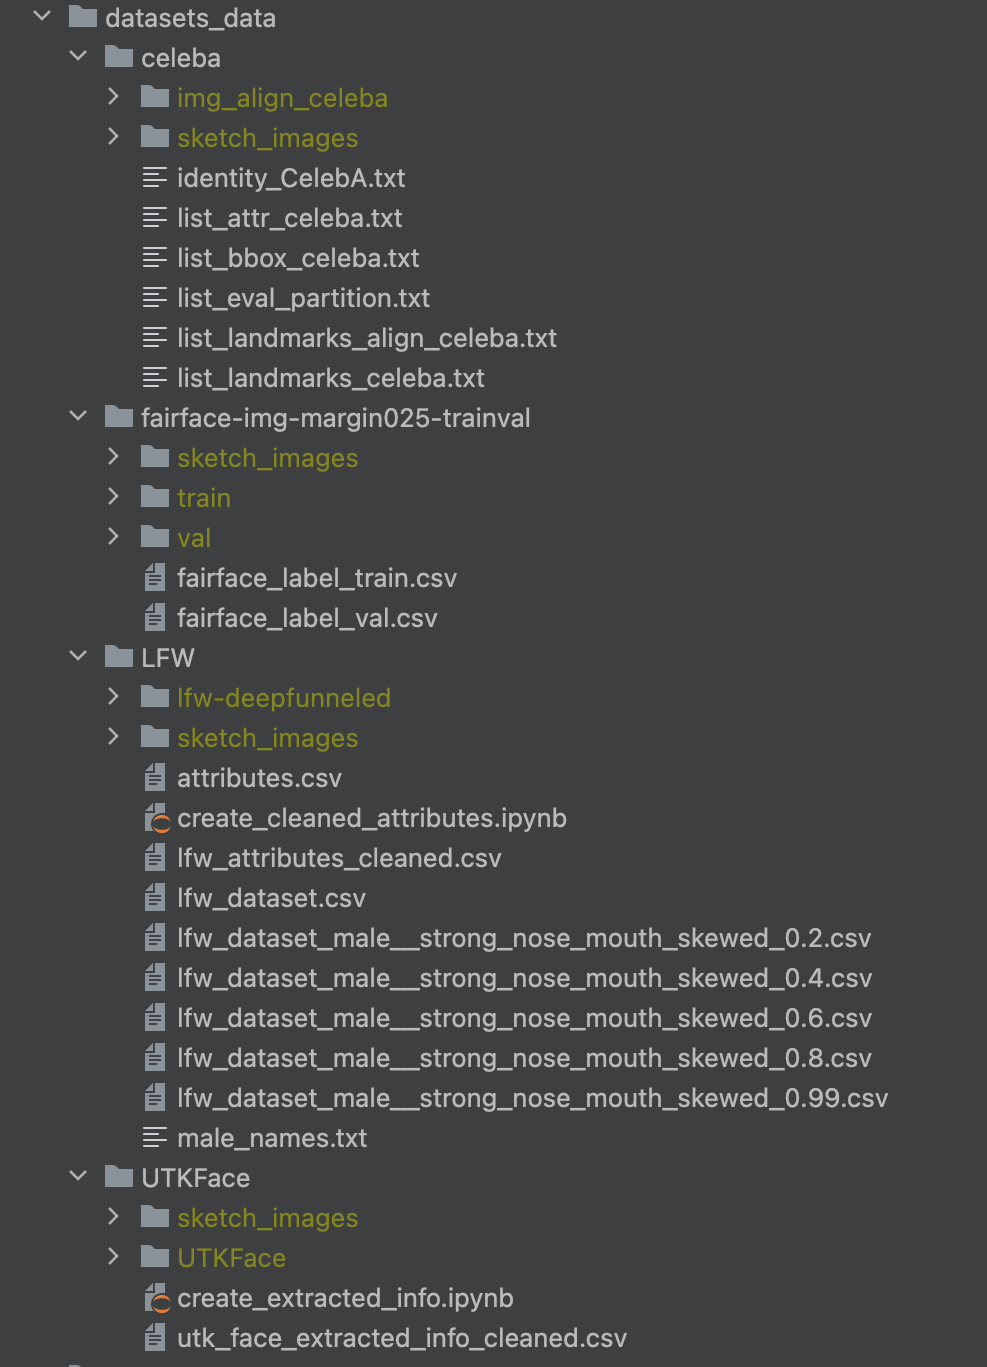 datasets_data
celeba
img_align_celeba
sketch_images
identity_CelebA.txt
list_attr_celeba.txt
list_bbox_celeba.txt
list_eval_partition.txt
list_landmarks_align_celeba.txt
list_landmarks_celeba.txt
fairface-img-margin025-trainval
sketch_images
train
val
fairface_label_train.csv
fairface_label_val.csv
LFW
lfw-deepfunneled
sketch_images
attributes.csv
create_cleaned_attributes.ipynb
lfw_attributes_cleaned.csv
lfw_dataset.csv
lfw_dataset_male__strong_nose_mouth_skewed_0.2.csv
lfw_dataset_male__strong_nose_mouth_skewed_0.4.csv
lfw_dataset_male__strong_nose_mouth_skewed_0.6.csv
lfw_dataset_male__strong_nose_mouth_skewed_0.8.csv
lfw_dataset_male__strong_nose_mouth_skewed_0.99.csv
male_names.txt
UTKFace
sketch_images
UTKFace
create_extracted_info.ipynb
utk_face_extracted_info_cleaned.csv